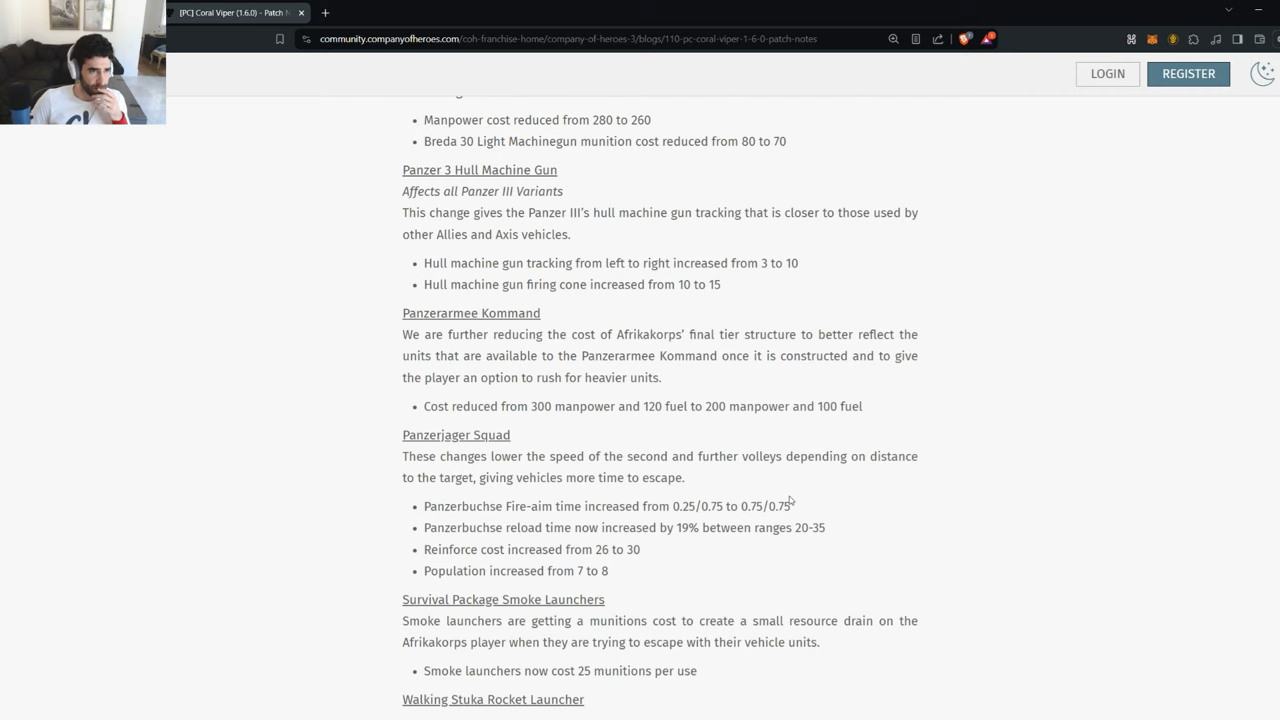 [PC] Coral Viper (1.6.0) - Patch N
community.companyofheroes.com/coh-franchise-home/company-of-heroes-3/blogs/110-pc-coral-viper-1-6-0-patch-notes
LOGIN
REGISTER
• Manpower cost reduced from 280 to 260
• Breda 30 Light Machinegun munition cost reduced from 80 to 70
Panzer 3 Hull Machine Gun
Affects all Panzer III Variants
This change gives the Panzer III's hull machine gun tracking that is closer to those used by
other Allies and Axis vehicles.
• Hull machine gun tracking from left to right increased from 3 to 10
• Hull machine gun firing cone increased from 10 to 15
Panzerarmee Kommand
We are further reducing the cost of Afrikakorps' final tier structure to better reflect the
units that are available to the Panzerarmee Kommand once it is constructed and to give
the player an option to rush for heavier units.
• Cost reduced from 300 manpower and 120 fuel to 200 manpower and 100 fuel
Panzerjager Squad
These changes lower the speed of the second and further volleys depending on distance
to the target, giving vehicles more time to escape.
• Panzerbuchse Fire-aim time increased from 0.25/0.75 to 0.75/0.75
• Panzerbuchse reload time now increased by 19% between ranges 20-35
• Reinforce cost increased from 26 to 30
• Population increased from 7 to 8
Survival Package Smoke Launchers
Smoke launchers are getting a munitions cost to create a small resource drain on the
Afrikakorps player when they are trying to escape with their vehicle units.
• Smoke launchers now cost 25 munitions per use
Walking Stuka Rocket Launcher